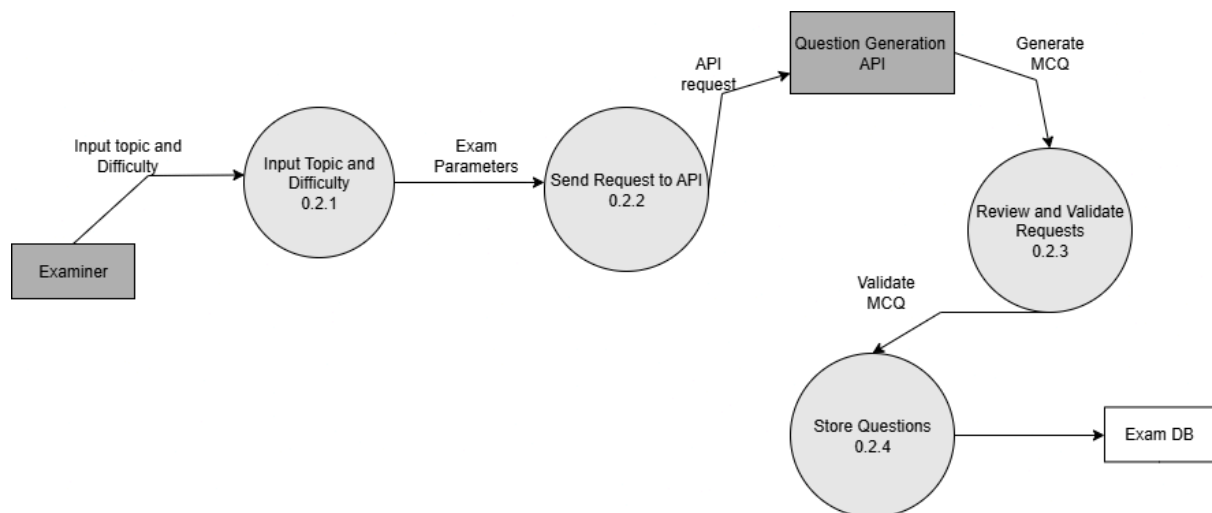 Input topic and
Difficulty
Examiner
Input Topic and
Difficulty
0.2.1
Exam
Parameters
Send Request to API
0.2.2
API
request
Question Generation
API
Generate
MCQ
Review and Validate
Requests
0.2.3
Validate
MCQ
Store Questions
0.2.4
Exam DB